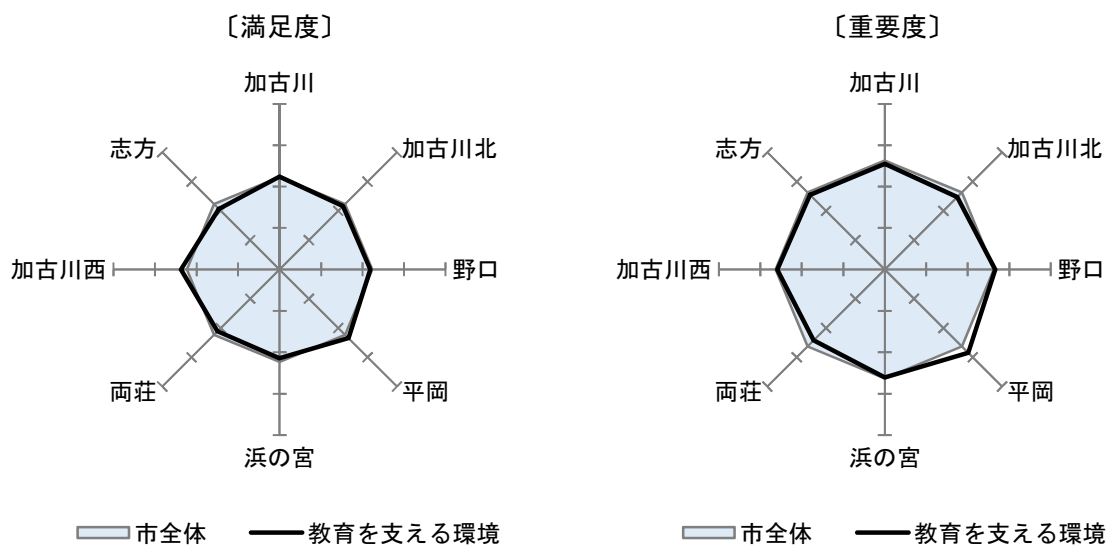 〔満足度〕
加古川
加古川北
野口
平岡
浜の宮
両荘
加古川西
志方
市全体
教育を支える環境
〔重要度〕
加古川
加古川北
野口
平岡
浜の宮
両荘
加古川西
志方
市全体
教育を支える環境